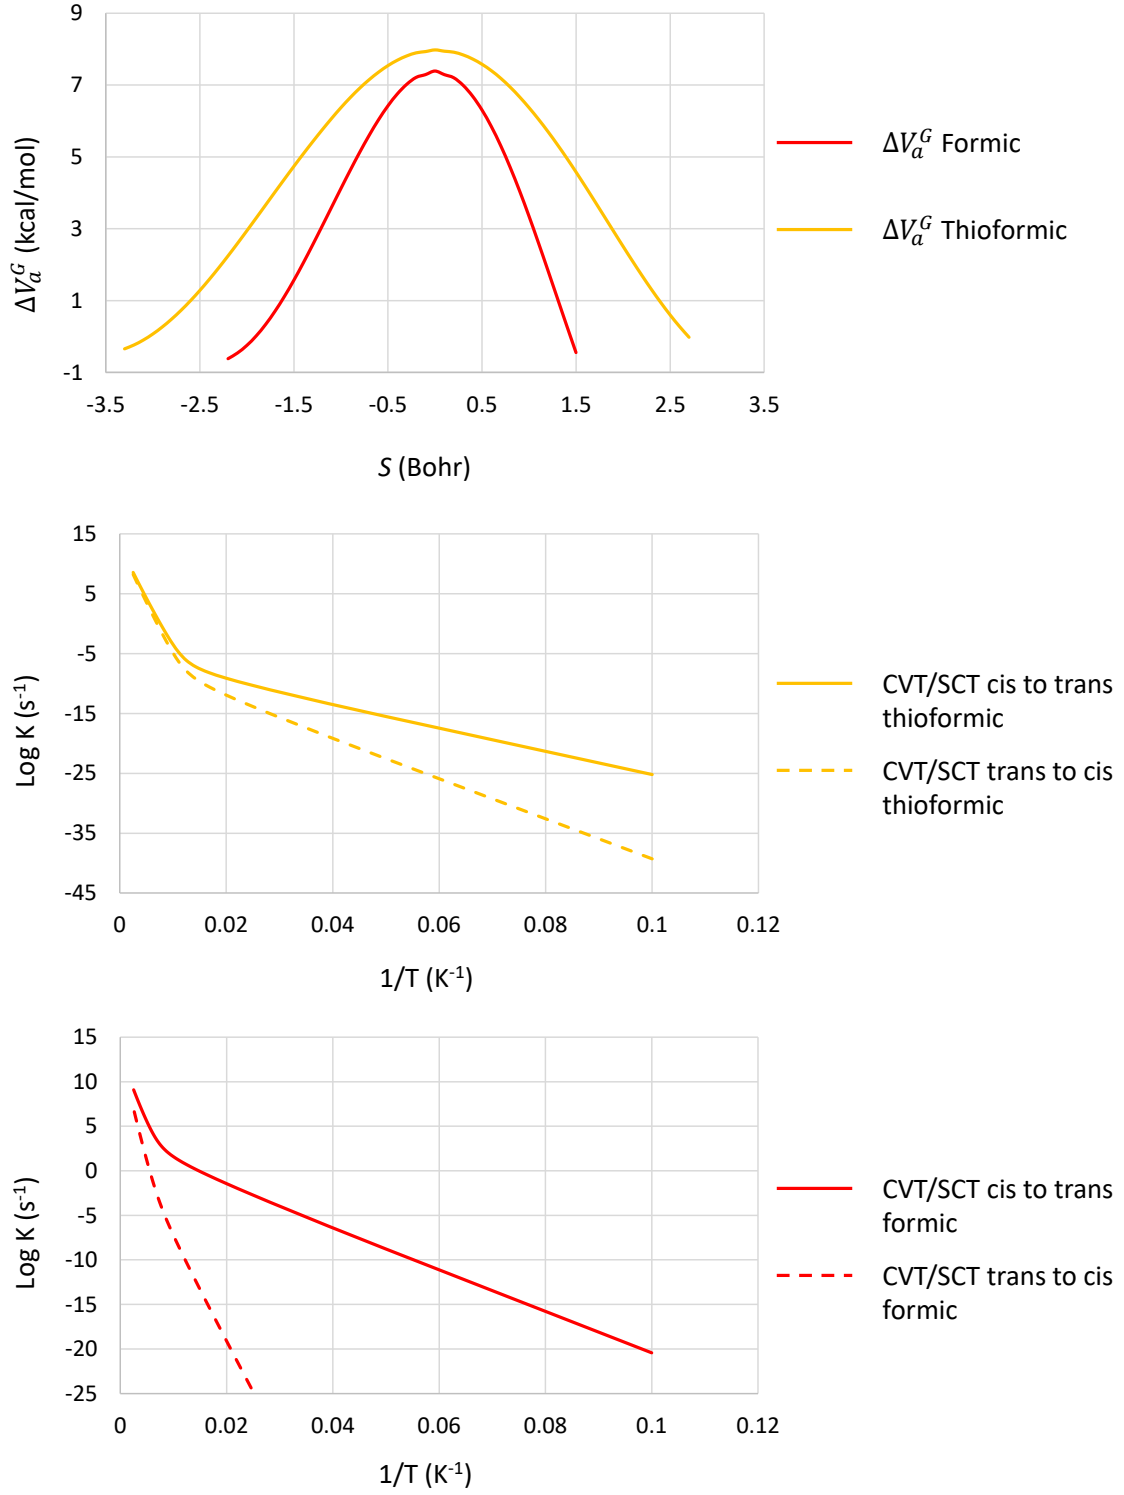 9
7
5
3
1
-1
ΔV_a^G (kcal/mol)
-3.5 -2.5 -1.5 -0.5 0.5 1.5 2.5 3.5
S (Bohr)
ΔV_a^G Formic
ΔV_a^G Thioformic
15
5
-5
-15
-25
-35
-45
Log K (s⁻¹)
0 0.02 0.04 0.06 0.08 0.1 0.12
1/T (K⁻¹)
CVT/SCT cis to trans
thioformic
CVT/SCT trans to cis
thioformic
15
10
5
0
-5
-10
-15
-20
-25
Log K (s⁻¹)
0 0.02 0.04 0.06 0.08 0.1 0.12
1/T (K⁻¹)
CVT/SCT cis to trans
formic
CVT/SCT trans to cis
formic